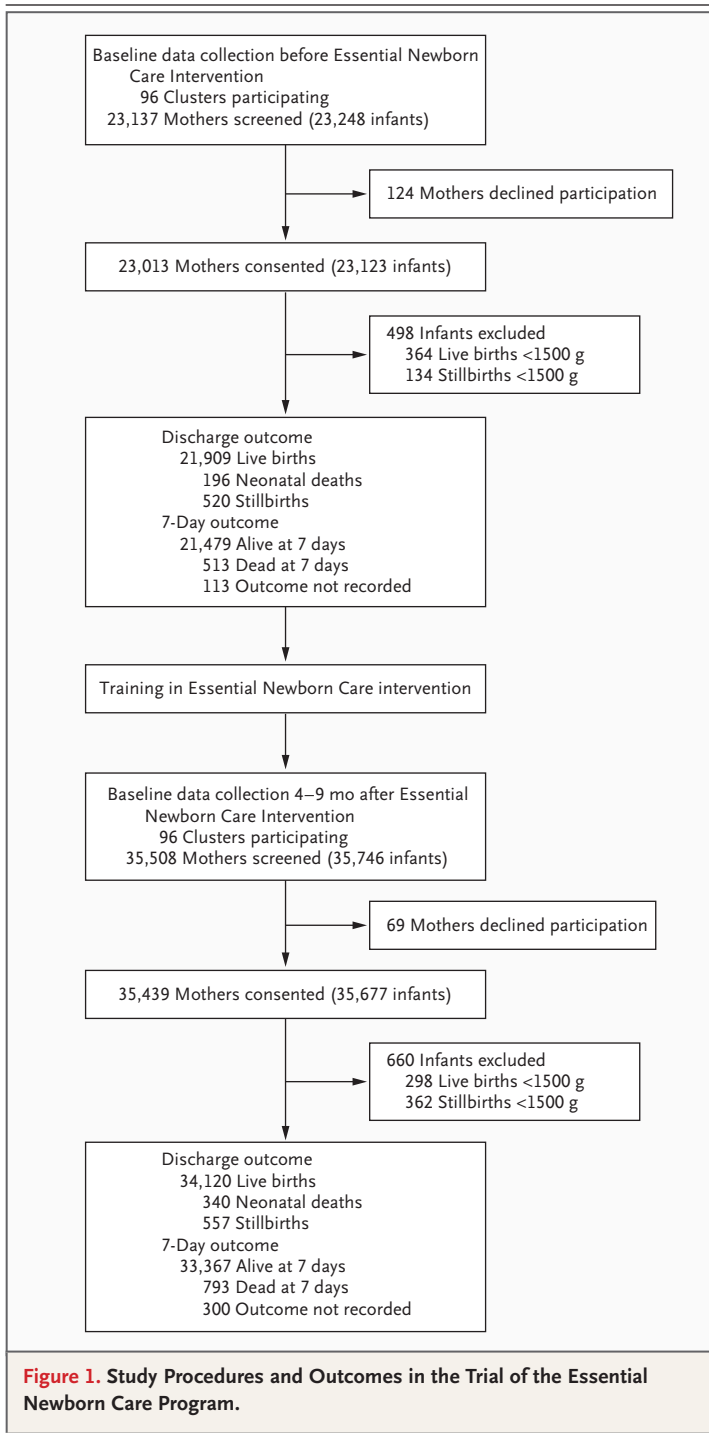 Baseline data collection before Essential Newborn
Care Intervention
96 Clusters participating
23,137 Mothers screened (23,248 infants)
124 Mothers declined participation
23,013 Mothers consented (23,123 infants)
498 Infants excluded
364 Live births <1500 g
134 Stillbirths <1500 g
Discharge outcome
21,909 Live births
196 Neonatal deaths
520 Stillbirths
7-Day outcome
21,479 Alive at 7 days
513 Dead at 7 days
113 Outcome not recorded
Training in Essential Newborn Care intervention
Baseline data collection 4–9 mo after Essential
Newborn Care Intervention
96 Clusters participating
35,508 Mothers screened (35,746 infants)
69 Mothers declined participation
35,439 Mothers consented (35,677 infants)
660 Infants excluded
298 Live births <1500 g
362 Stillbirths <1500 g
Discharge outcome
34,120 Live births
340 Neonatal deaths
557 Stillbirths
7-Day outcome
33,367 Alive at 7 days
793 Dead at 7 days
300 Outcome not recorded
Figure 1. Study Procedures and Outcomes in the Trial of the Essential
Newborn Care Program.